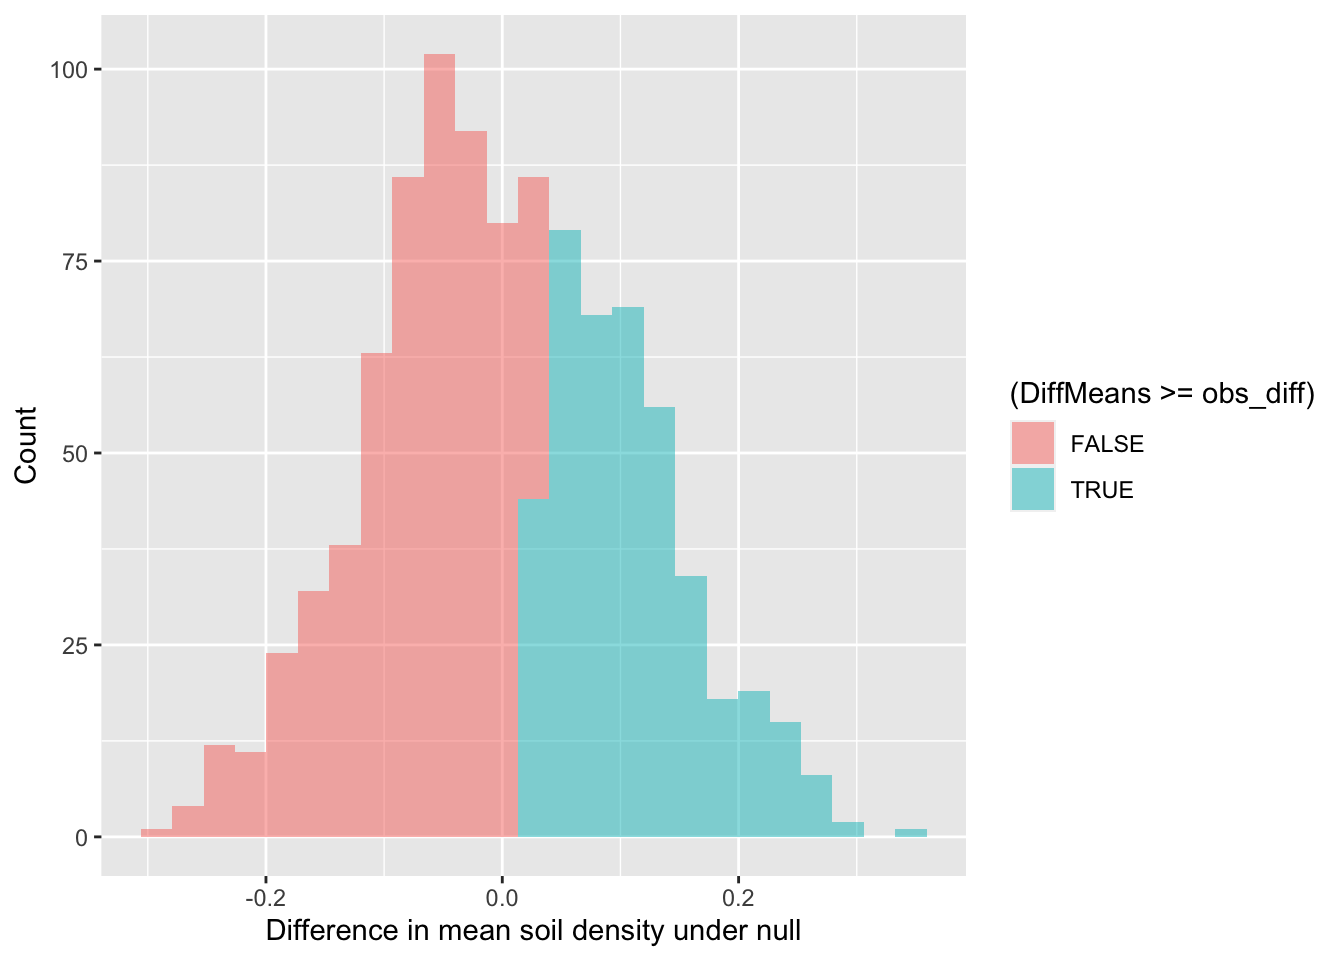 100
75
50
25
0
Count
-0.2
0.0
0.2
Difference in mean soil density under null
(DiffMeans >= obs_diff)
FALSE
TRUE